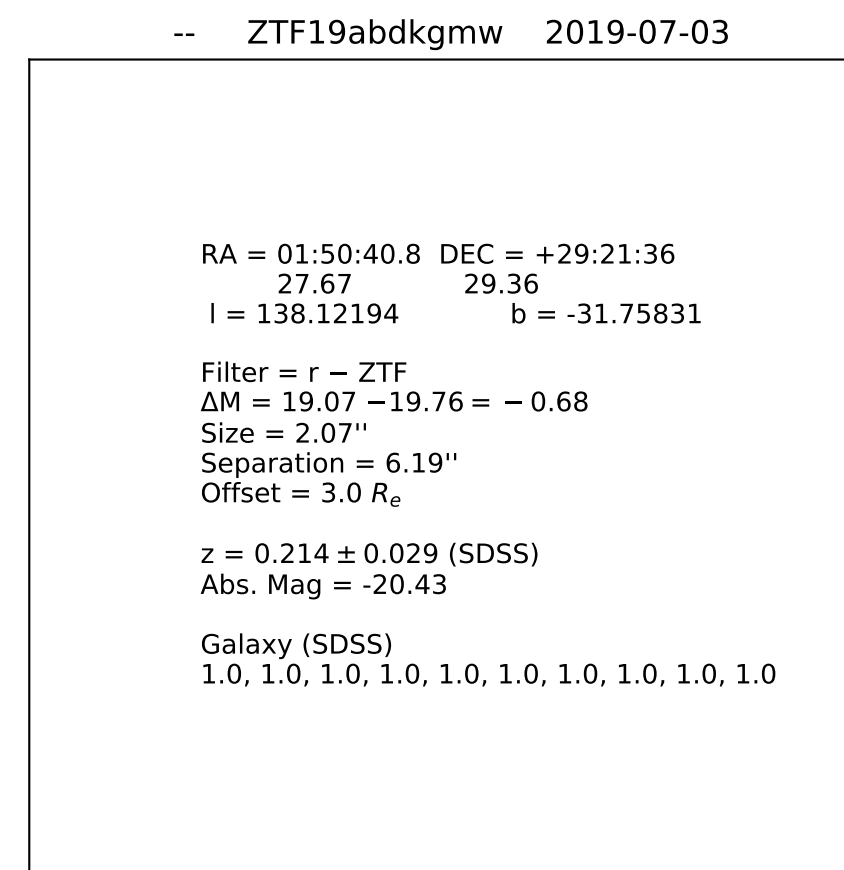 -- ZTF19abdkgmw 2019-07-03
RA = 01:50:40.8 DEC = +29:21:36
27.67 29.36
l = 138.12194 b = -31.75831
Filter = r − ZTF
ΔM = 19.07 −19.76 = − 0.68
Size = 2.07''
Separation = 6.19''
Offset = 3.0 Rₑ
z = 0.214 ± 0.029 (SDSS)
Abs. Mag = -20.43
Galaxy (SDSS)
1.0, 1.0, 1.0, 1.0, 1.0, 1.0, 1.0, 1.0, 1.0, 1.0